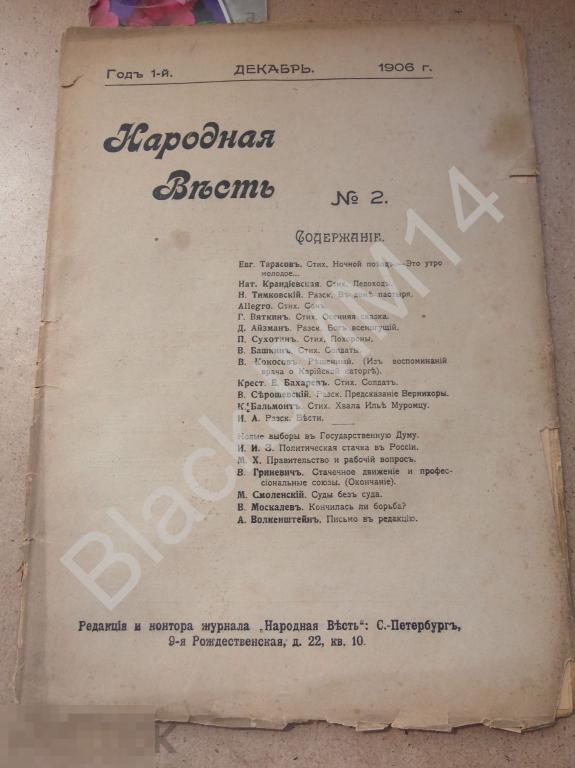 Годъ 1-й. ДЕКАБРЬ. 1906 г.
Народная
Вѣсть
№ 2.
СОДЕРЖАНІЕ.
Евг. Тарасовъ. Стих. Ночной поѣздъ.—Это утро
молодое...
Нат. Крандіевская. Стих. Ледоходъ.
Н. Тимковскій. Разск. Въ домѣ пастыря.
Allegro. Стих. Сонъ.
Г. Вяткинъ. Стих. Осенняя сказка.
Д. Айзманъ. Разск. Богъ всемогущій.
П. Сухотинъ. Стих. Похороны.
В. Башкинъ. Стих. Солдаты.
В. Кокосовъ. Рѣшенный. (Изъ воспоминаній
врача о Карійской каторгѣ).
Крест. Е. Бахаревъ. Стих. Солдатъ.
В. Сѣрошевскій. Разск. Предсказаніе Вернихоры.
К. Бальмонтъ. Стих. Хвала Ильѣ Муромцу.
И. А. Разск. Вѣсти.
Новые выборы въ Государственную Думу.
И. И. З. Политическая стачка въ Россіи.
М. Х. Правительство и рабочій вопросъ.
В. Гриневичъ. Стачечное движеніе и профес-
сіональные союзы. (Окончаніе).
М. Смоленскій. Суды безъ суда.
В. Москалевъ. Кончилась ли борьба?
А. Волкенштейнъ. Письмо въ редакцію.
Редакція и контора журнала „Народная Вѣсть": С.-Петербургъ,
9-я Рождественская, д. 22, кв. 10.